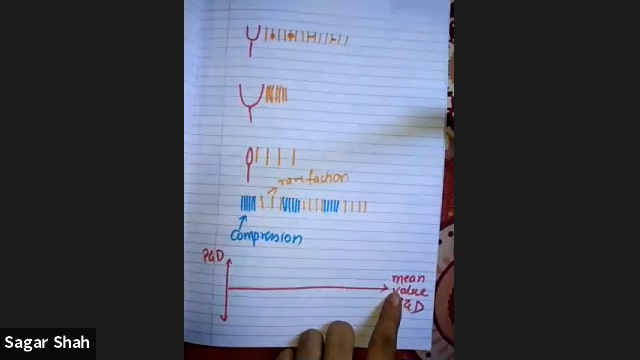 rarefaction
compression
P&D
mean
value
P&D
Sagar Shah